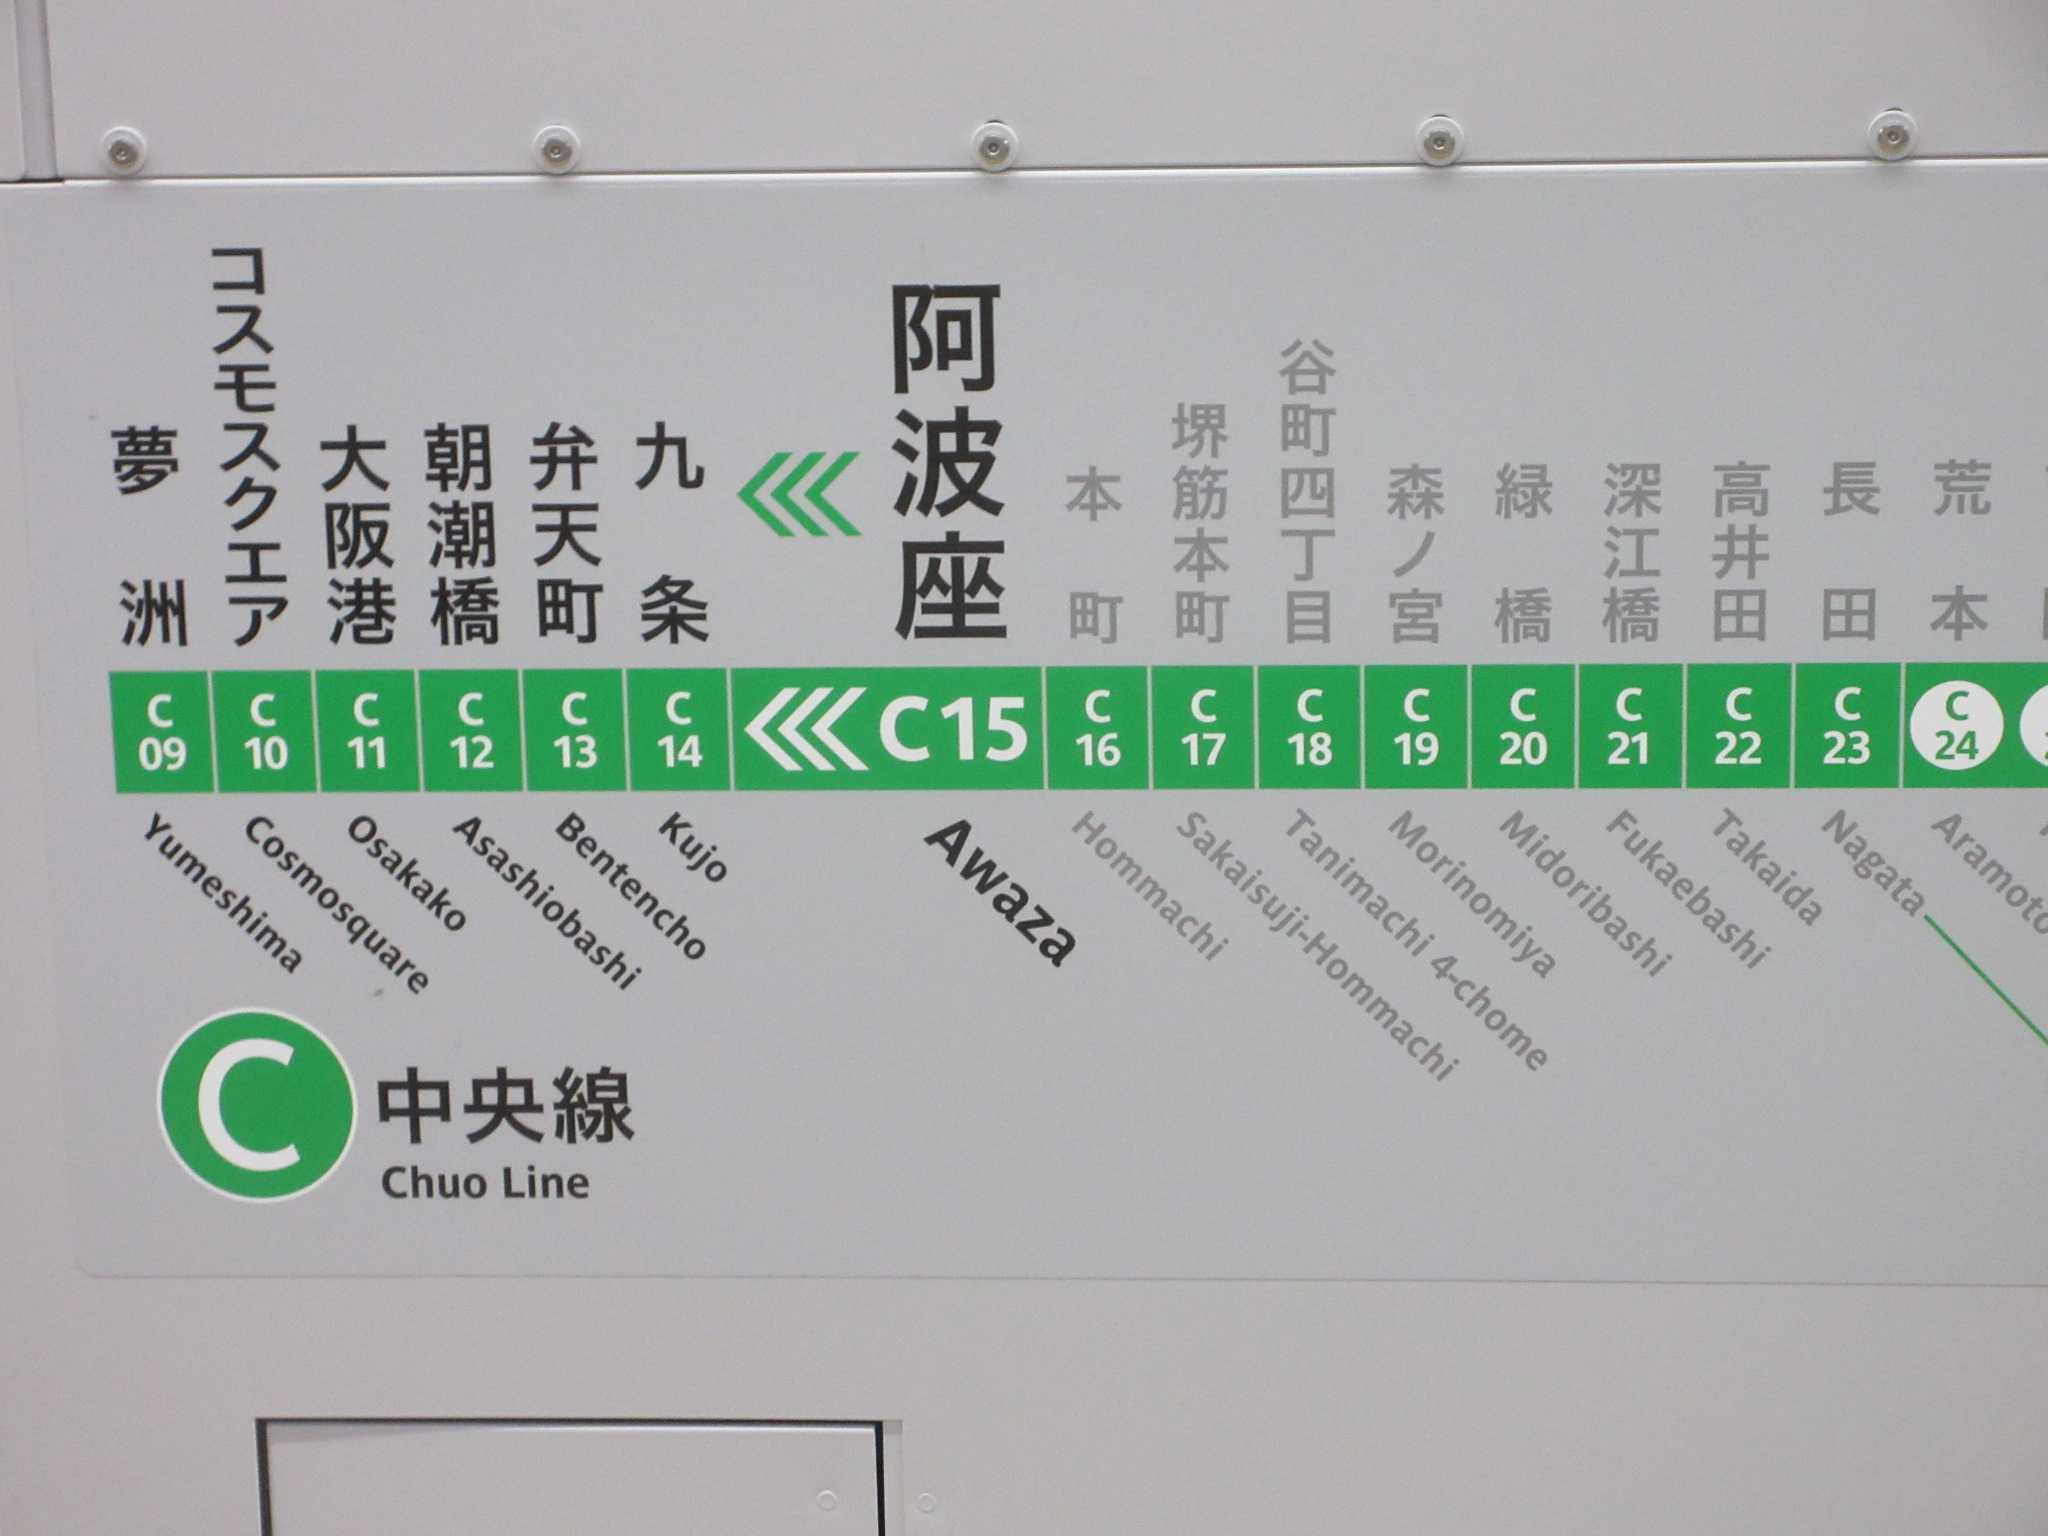 夢洲
コスモスクエア
大阪港
朝潮橋
弁天町
九条
阿波座
本町
堺筋本町
谷町四丁目
森ノ宮
緑橋
深江橋
高井田
長田
荒本
C 09
C 10
C 11
C 12
C 13
C 14
C15
C 16
C 17
C 18
C 19
C 20
C 21
C 22
C 23
C 24
Yumeshima
Cosmosquare
Osakako
Asashiobashi
Bentencho
Kujo
Awaza
Hommachi
Sakaisuji-Hommachi
Tanimachi 4-chome
Morinomiya
Midoribashi
Fukaebashi
Takaida
Nagata
Aramoto
C
中央線
Chuo Line